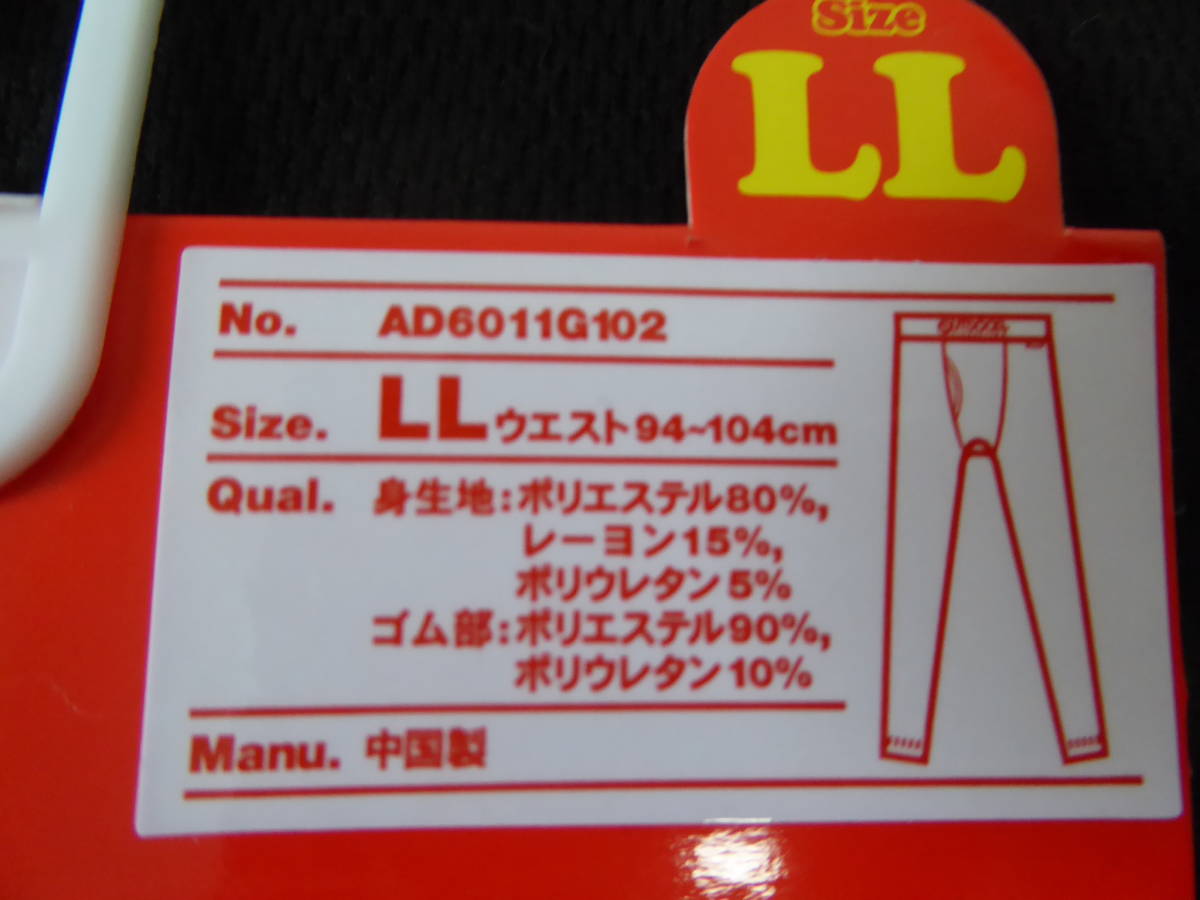 Size
LL
No. AD6011G102
Size. LL ウエスト94~104cm
Qual. 身生地:ポリエステル80%,
レーヨン15%,
ポリウレタン5%
ゴム部:ポリエステル90%,
ポリウレタン10%
Manu. 中国製